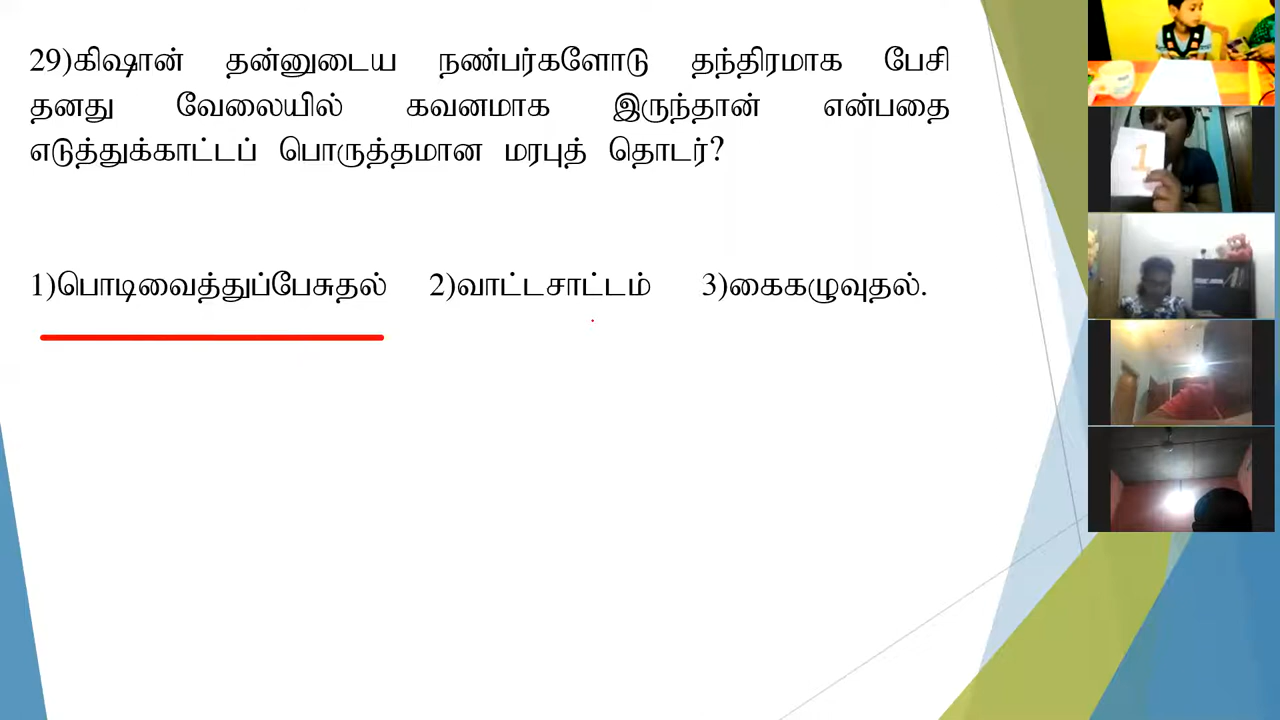 29)கிஷான் தன்னுடைய நண்பர்களோடு தந்திரமாக பேசி
தனது வேலையில் கவனமாக இருந்தான் என்பதை
எடுத்துக்காட்டப் பொருத்தமான மரபுத் தொடர்?
1)பொடிவைத்துப்பேசுதல் 2)வாட்டசாட்டம் 3)கைகழுவுதல்.
1